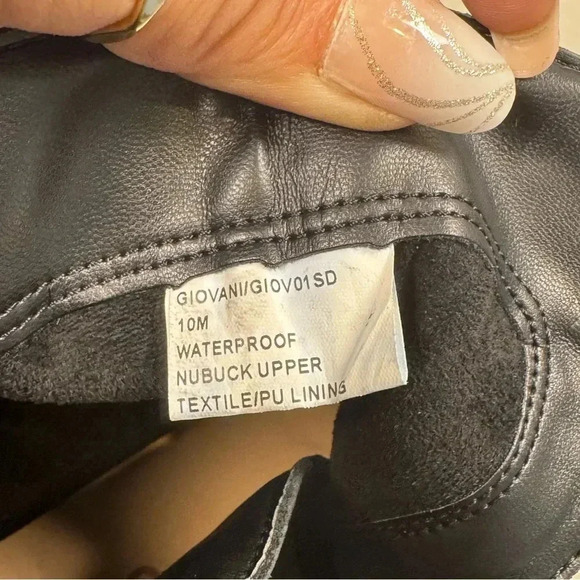 GIOVANI/GIOV01SD
10M
WATERPROOF
NUBUCK UPPER
TEXTILE/PU LINING